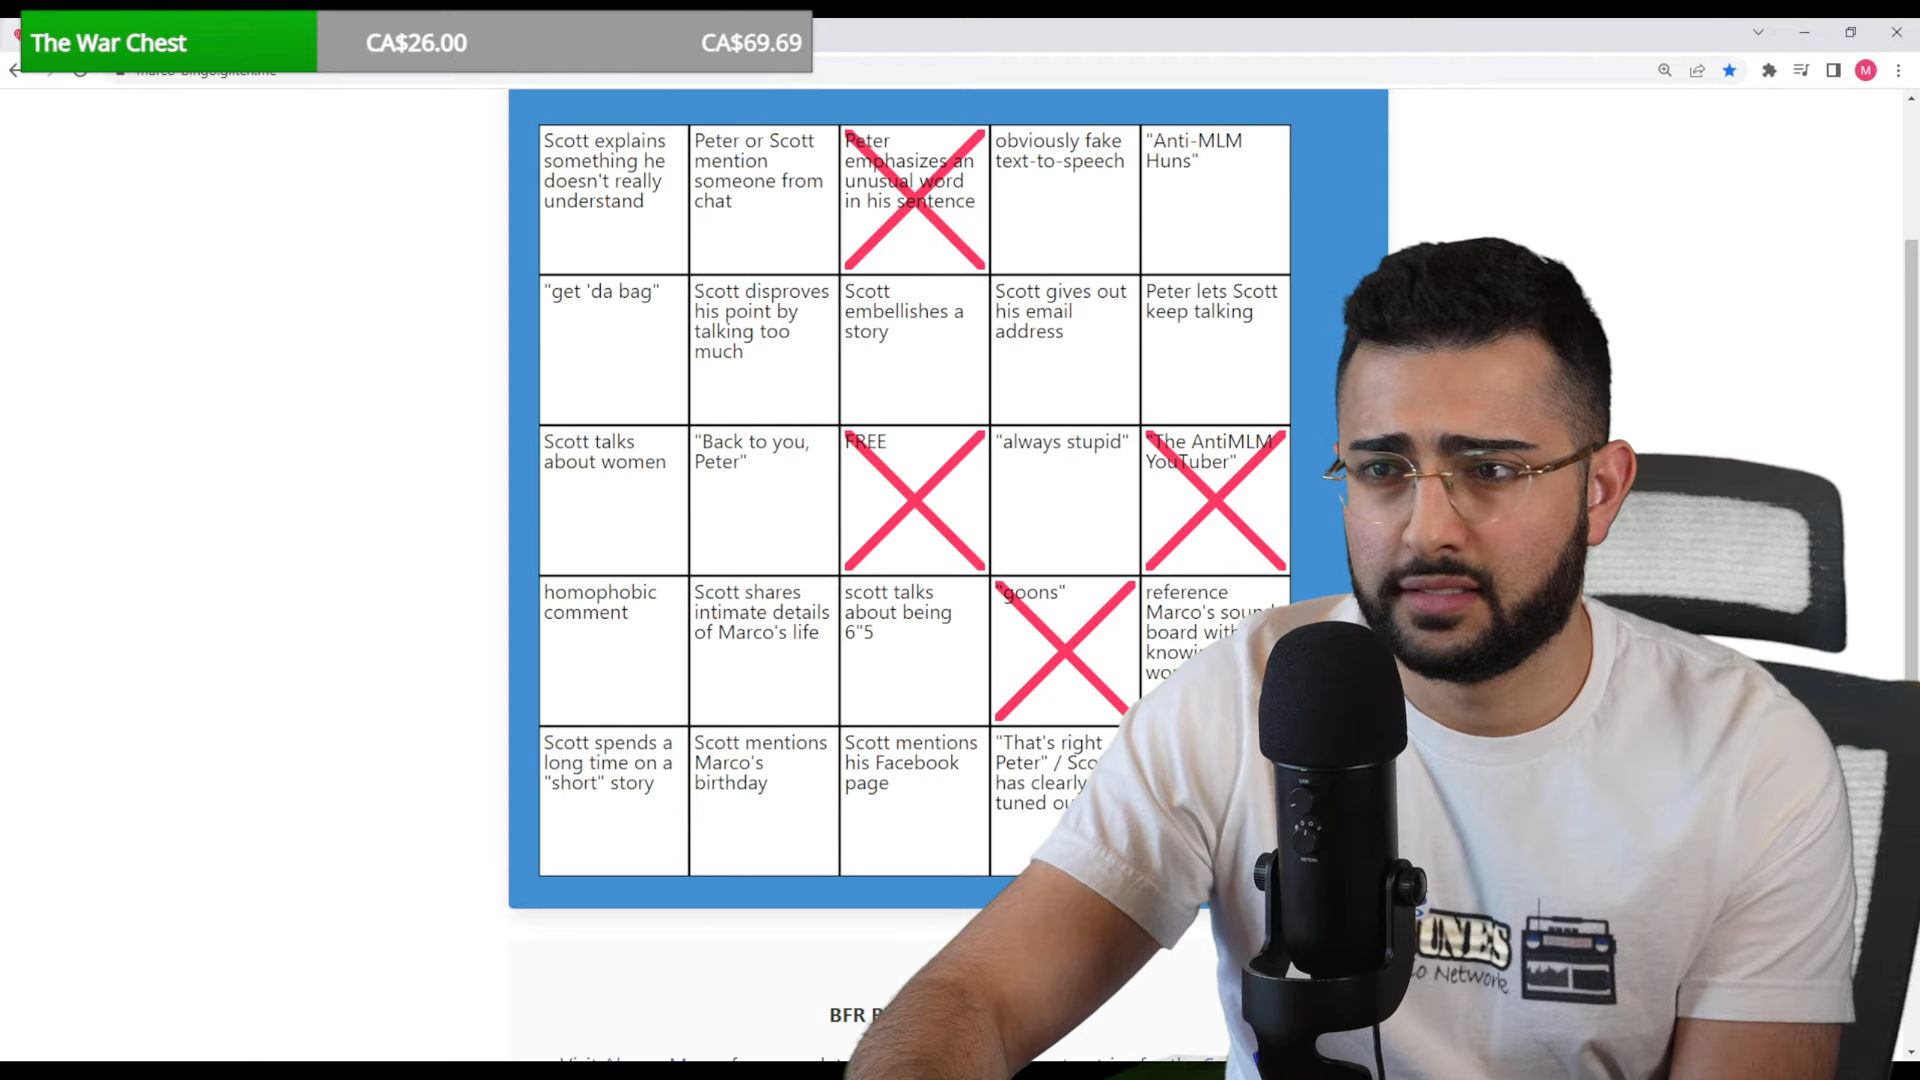 The War Chest CA$26.00 CA$69.69
M
Scott explains
something he
doesn't really
understand
Peter or Scott
mention
someone from
chat
Peter
emphasizes an
unusual word
in his sentence
obviously fake
text-to-speech
"Anti-MLM
Huns"
"get 'da bag"
Scott disproves
his point by
talking too
much
Scott
embellishes a
story
Scott gives out
his email
address
Peter lets Scott
keep talking
Scott talks
about women
"Back to you,
Peter"
FREE
"always stupid"
"The AntiMLM
YouTuber"
homophobic
comment
Scott shares
intimate details
of Marco's life
scott talks
about being
6"5
"goons"
reference
Marco's sound
board
Scott spends a
long time on a
"short" story
Scott mentions
Marco's
birthday
Scott mentions
his Facebook
page
"That's right
Peter" /
has clearly
tuned
BFR